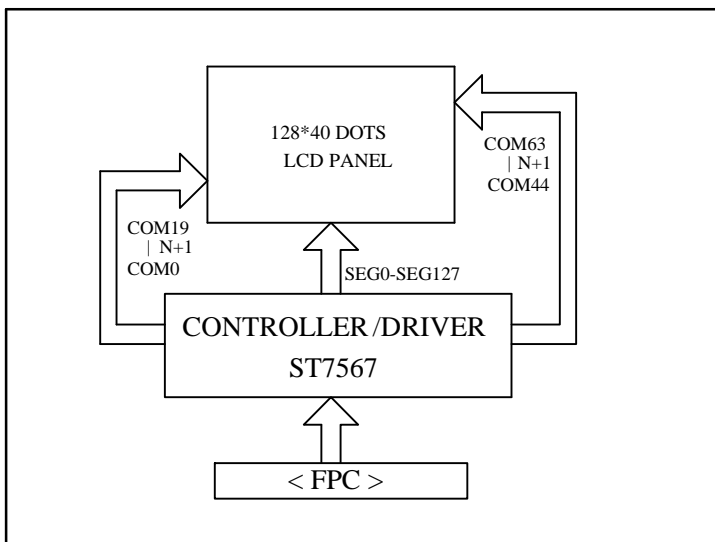 128*40 DOTS
LCD PANEL
COM63
| N+1
COM44
COM19
| N+1
COM0
SEG0-SEG127
CONTROLLER/DRIVER
ST7567
< FPC >